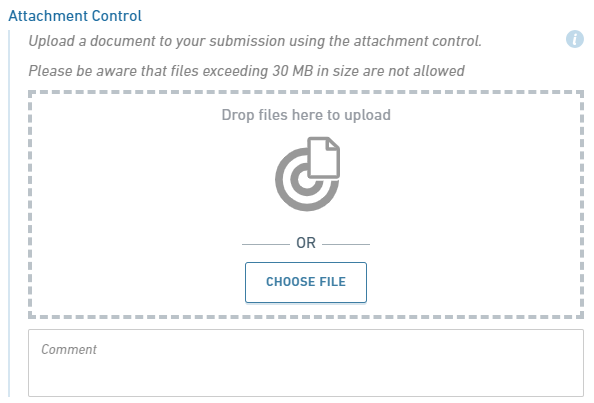 Attachment Control
Upload a document to your submission using the attachment control.
i
Please be aware that files exceeding 30 MB in size are not allowed
Drop files here to upload
OR
CHOOSE FILE
Comment